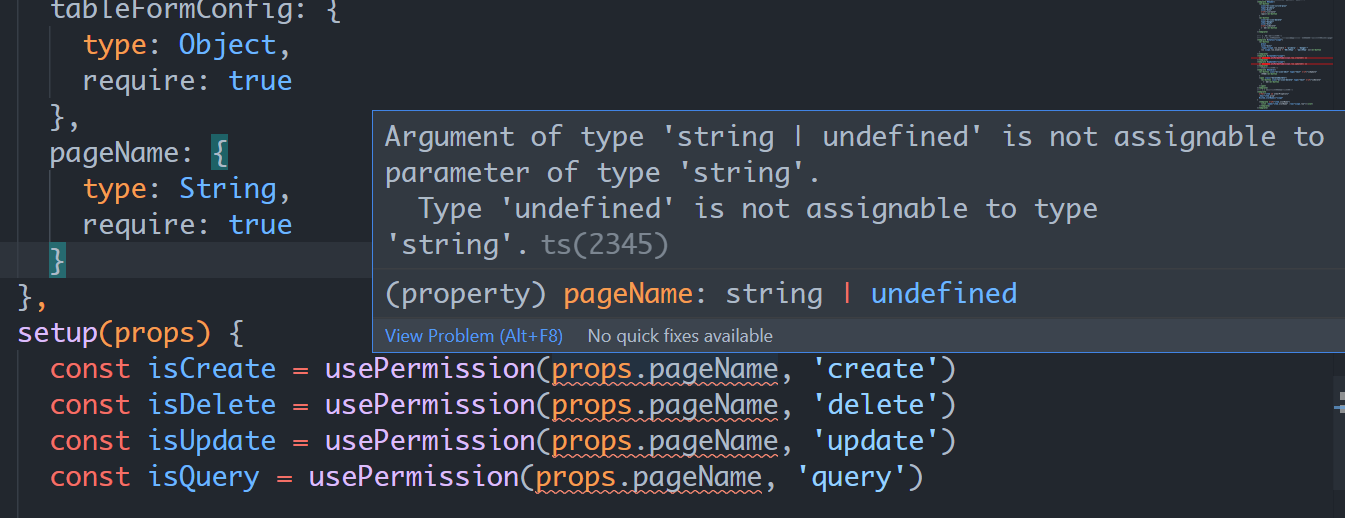 tableFormConfig: {
type: Object,
require: true
},
pageName: {
type: String,
require: true
}
},
setup(props) {
Argument of type 'string | undefined' is not assignable to
parameter of type 'string'.
Type 'undefined' is not assignable to type
'string'. ts(2345)
(property) pageName: string | undefined
View Problem (Alt+F8) No quick fixes available
const isCreate = usePermission(props.pageName, 'create')
const isDelete = usePermission(props.pageName, 'delete')
const isUpdate = usePermission(props.pageName, 'update')
const isQuery = usePermission(props.pageName, 'query')